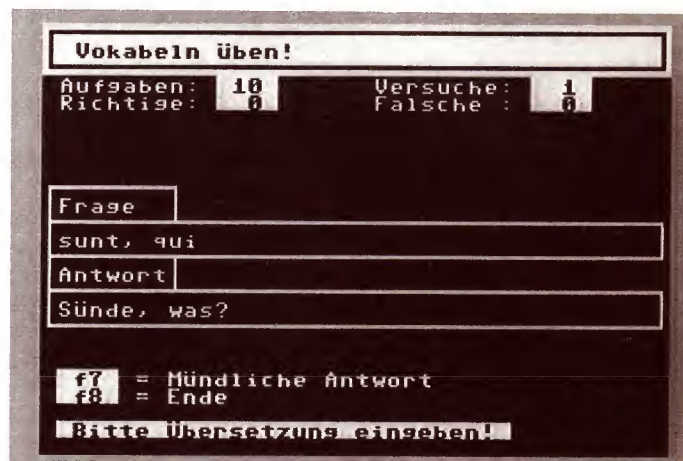 Vokabeln üben!
Aufgaben: 10 Versuche: 1
Richtige: 0 Falsche : 0
Frage
sunt, qui
Antwort
Sünde, was?
f7 = Mündliche Antwort
f8 = Ende
Bitte Übersetzung eingeben!